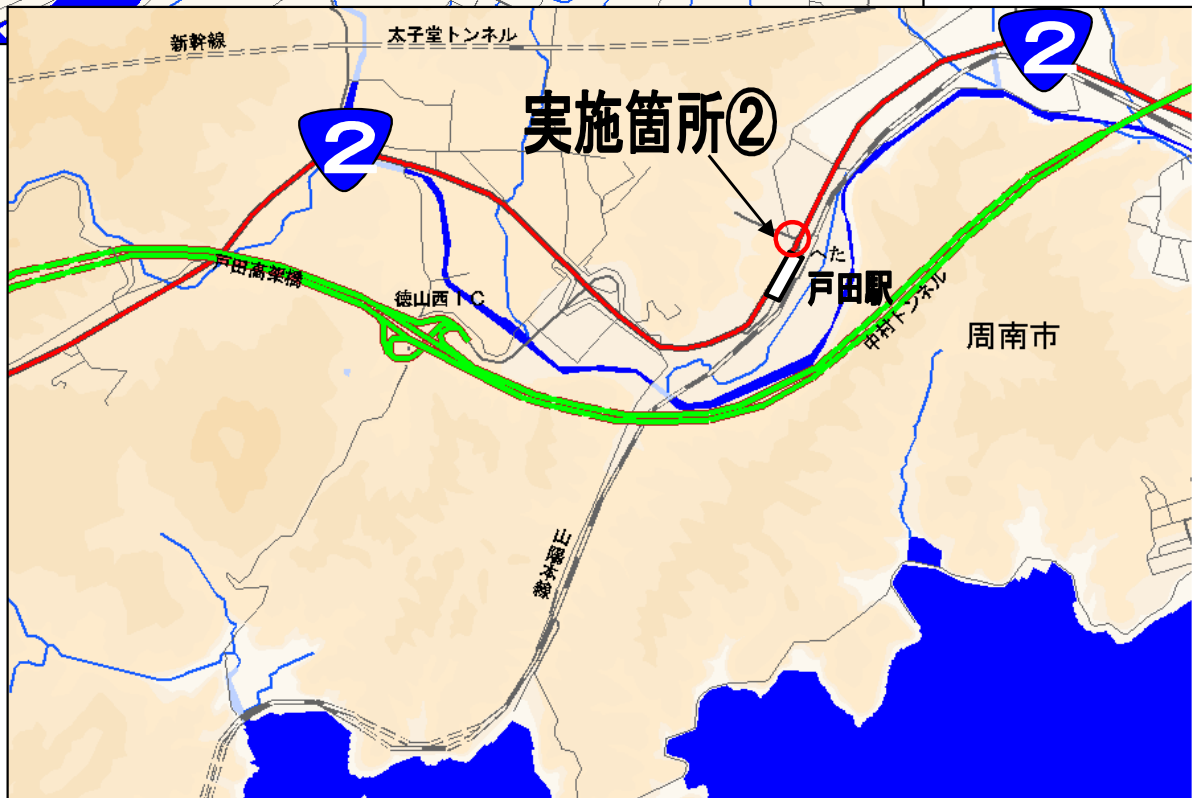 新幹線
太子堂トンネル
2
2
実施箇所②
へた
戸田駅
戸田高架橋
徳山西IC
中村トンネル
周南市
山陽本線